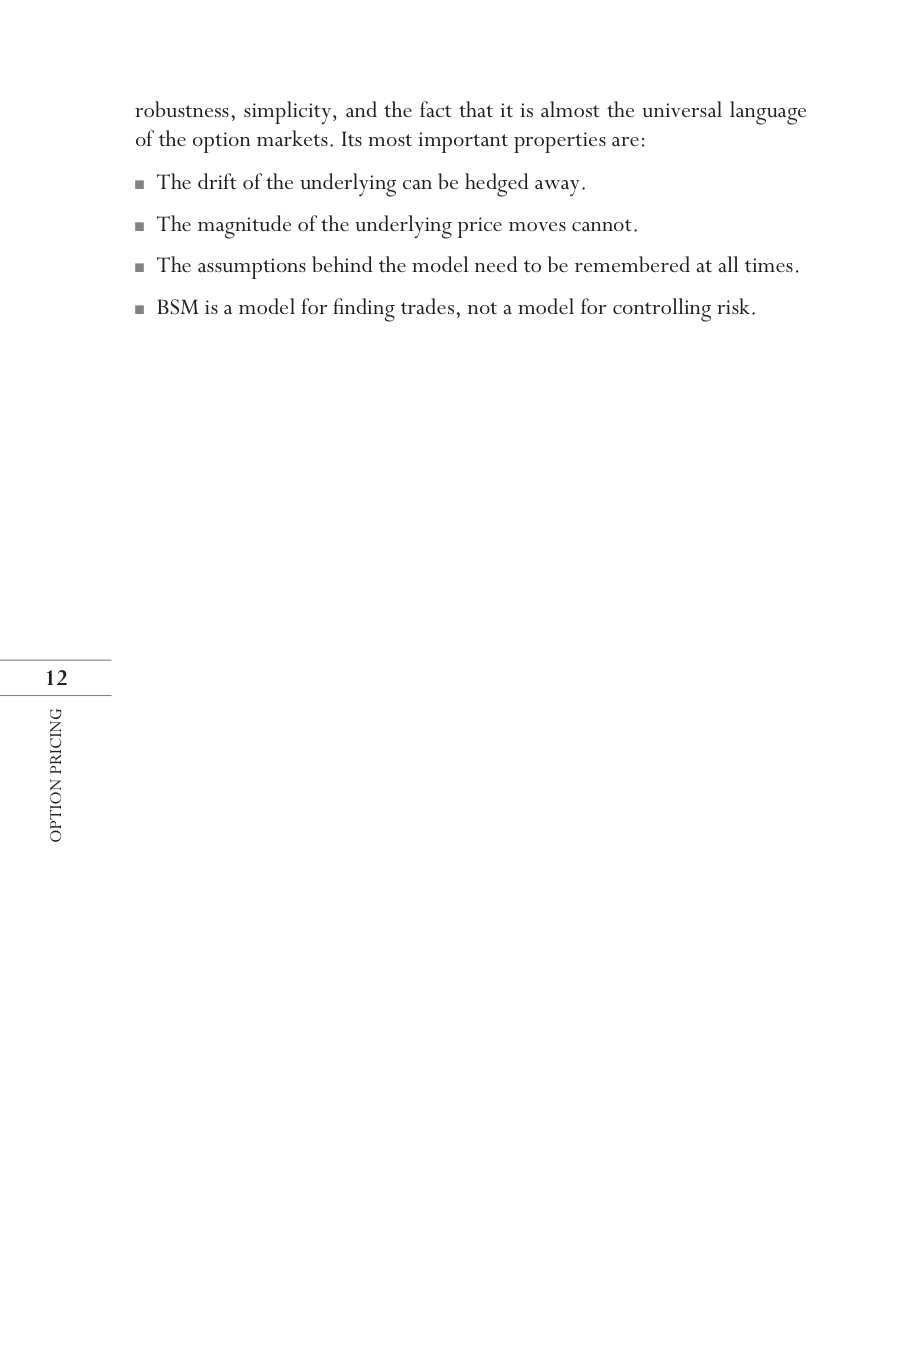 robustness, simplicity, and the fact that it is almost the universal language
of the option markets. Its most important properties are:
■ The drift of the underlying can be hedged away.
■ The magnitude of the underlying price moves cannot.
■ The assumptions behind the model need to be remembered at all times.
■ BSM is a model for finding trades, not a model for controlling risk.
12
OPTION PRICING